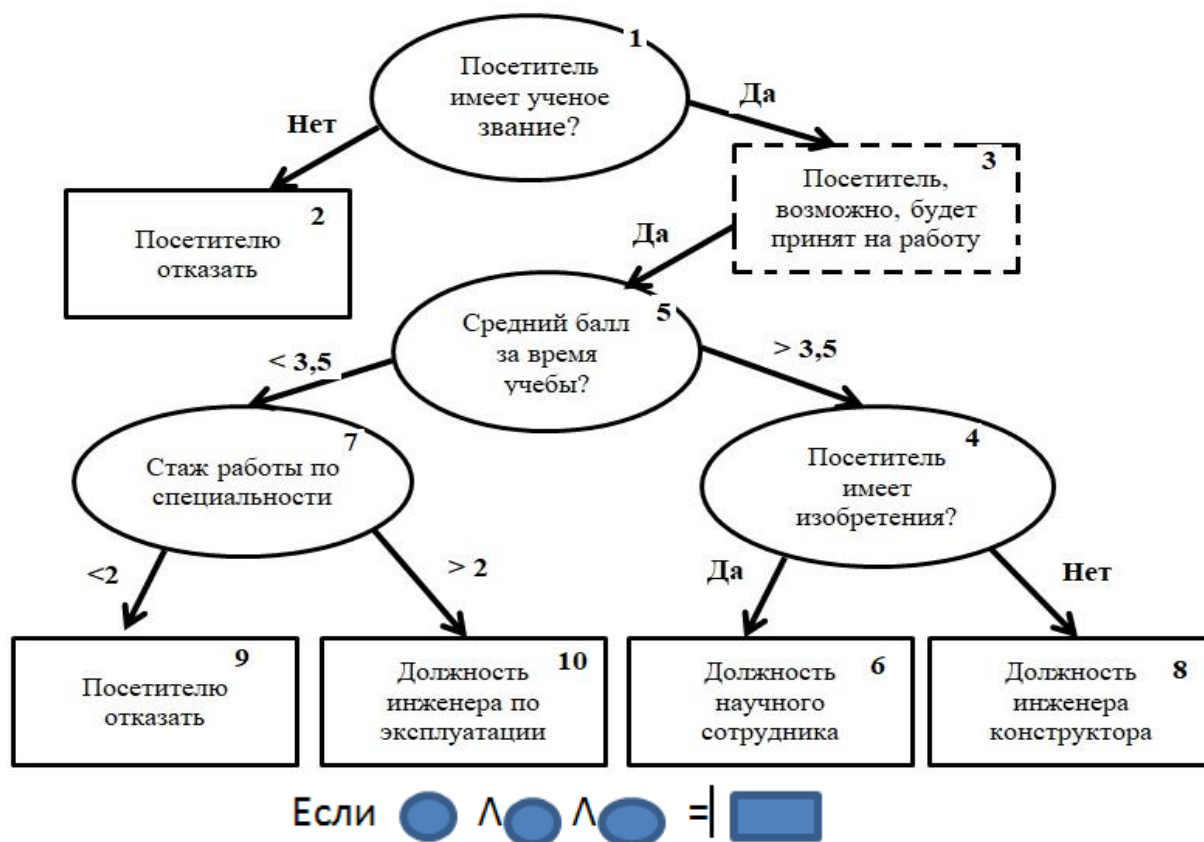 1
Посетитель
имеет ученое
звание?
Нет
Да
2
Посетителю
отказать
3
Посетитель,
возможно, будет
принят на работу
Да
5
Средний балл
за время
учебы?
< 3,5
> 3,5
7
Стаж работы по
специальности
4
Посетитель
имеет
изобретения?
<2
> 2
Да
Нет
9
Посетителю
отказать
10
Должность
инженера по
эксплуатации
6
Должность
научного
сотрудника
8
Должность
инженера
конструктора
Если Λ Λ =|